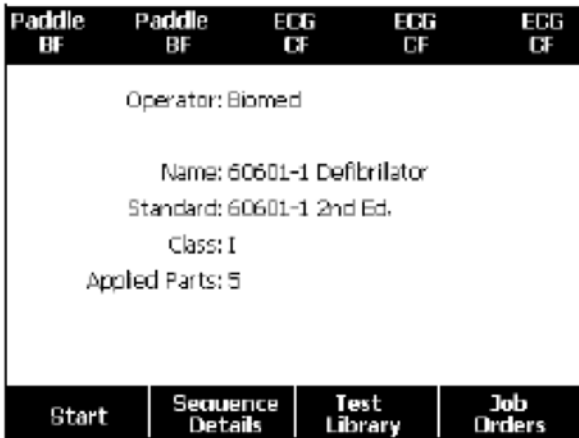 Paddle Paddle ECG ECG ECG
BF BF CF CF CF
Operator: Biomed
Name: 60601-1 Defibrilator
Standard: 60601-1 2nd Ed.
Class: I
Applied Parts: 5
Start Sequence Details Test Library Job Orders